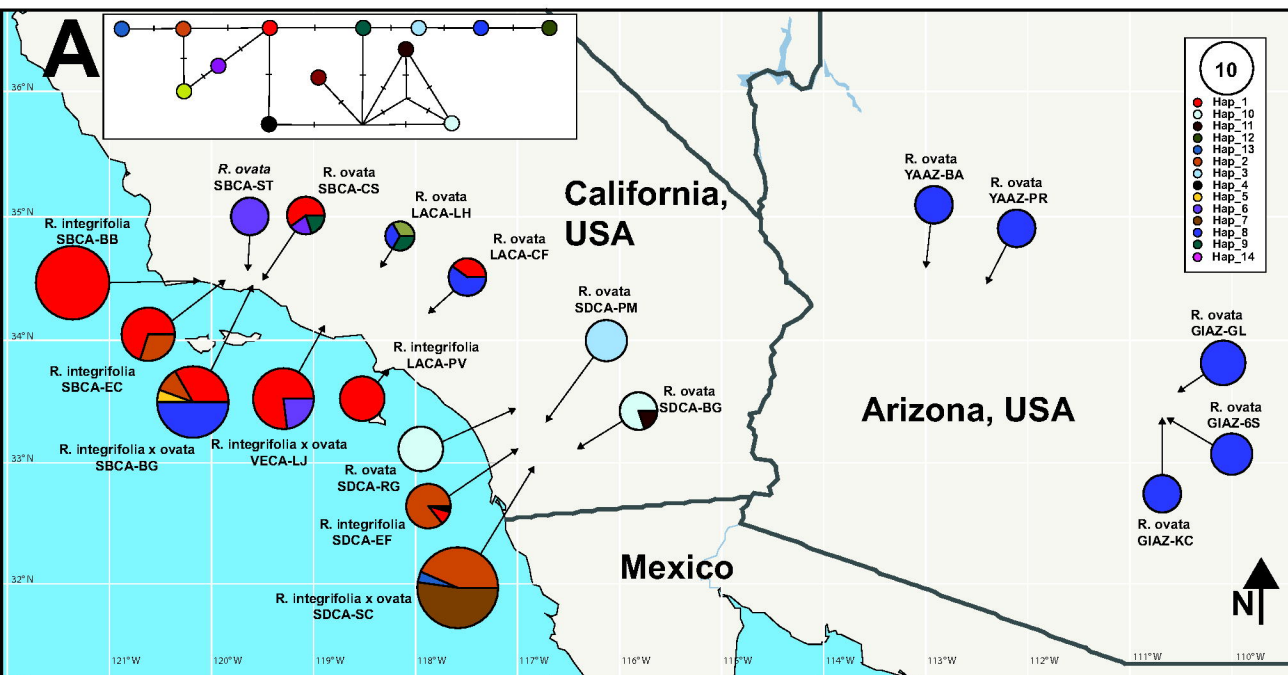 A
36°N
35°N
34°N
33°N
32°N
10
Hap_1
Hap_10
Hap_11
Hap_12
Hap_13
Hap_2
Hap_3
Hap_4
Hap_5
Hap_6
Hap_7
Hap_8
Hap_9
Hap_14
R. ovata
SBCA-ST
R. ovata
SBCA-CS
R. ovata
LACA-LH
R. ovata
LACA-CF
California,
USA
R. ovata
YAAZ-BA
R. ovata
YAAZ-PR
R. integrifolia
SBCA-BB
R. ovata
SDCA-PM
R. ovata
GIAZ-GL
R. integrifolia
SBCA-EC
R. integrifolia
LACA-PV
R. ovata
SDCA-BG
Arizona, USA
R. ovata
GIAZ-6S
R. integrifolia x ovata
SBCA-BG
R. integrifolia x ovata
VECA-LJ
R. ovata
SDCA-RG
R. integrifolia
SDCA-EF
R. ovata
GIAZ-KC
Mexico
R. integrifolia x ovata
SDCA-SC
N
121°W
120°W
119°W
118°W
117°W
116°W
115°W
114°W
113°W
112°W
111°W
110°W